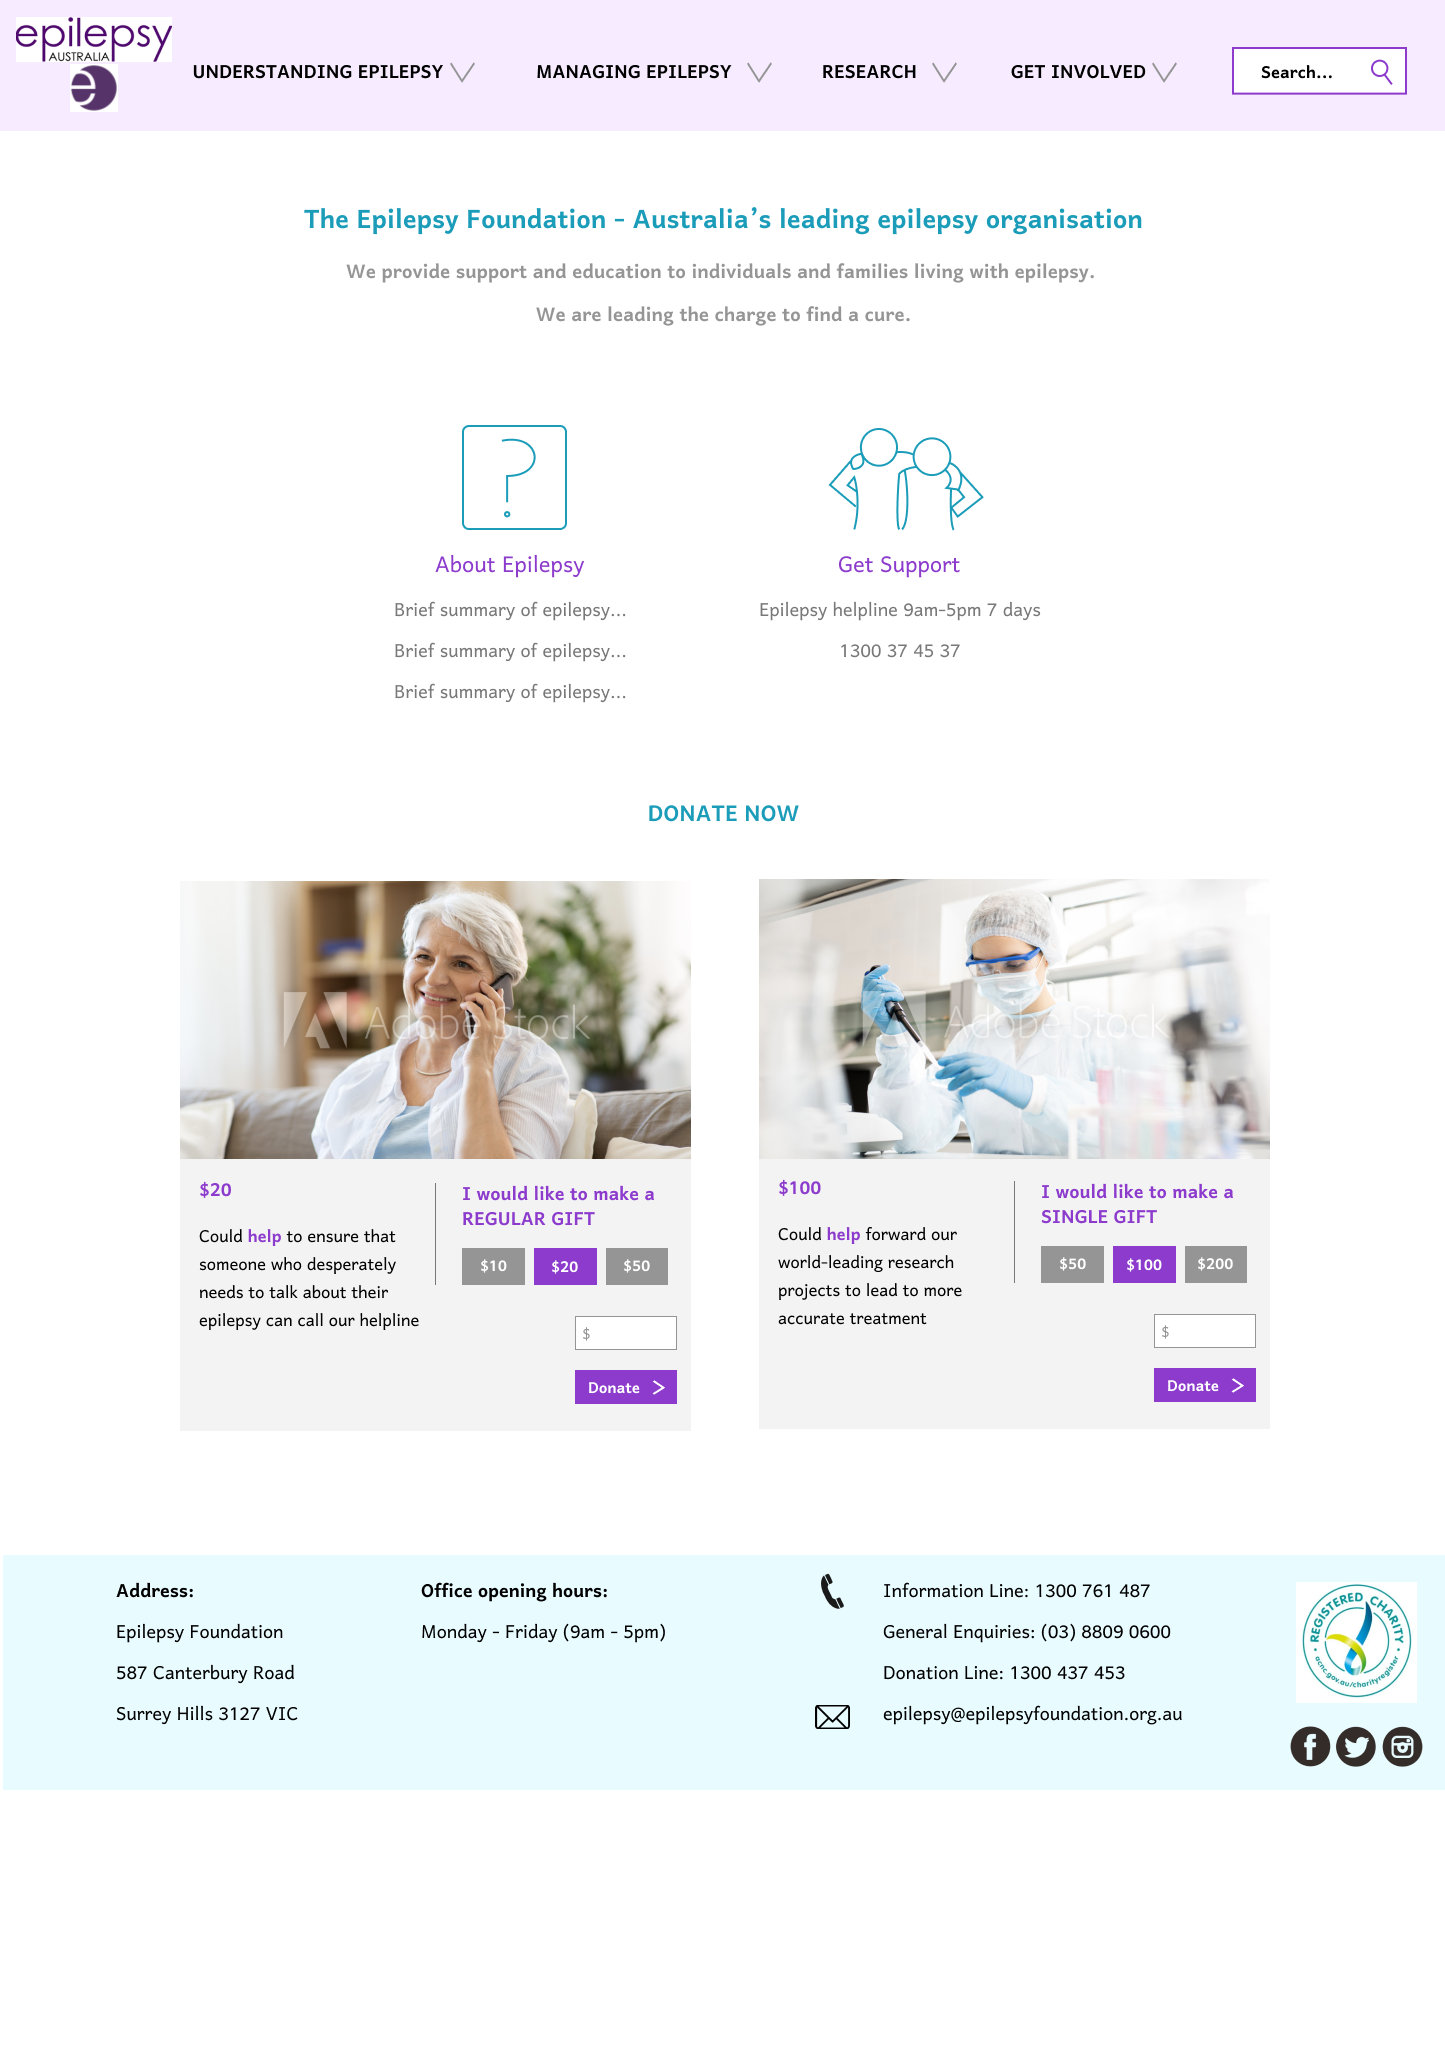 epilepsy
AUSTRALIA
e
UNDERSTANDING EPILEPSY
MANAGING EPILEPSY
RESEARCH
GET INVOLVED
Search...
The Epilepsy Foundation - Australia’s leading epilepsy organisation
We provide support and education to individuals and families living with epilepsy.
We are leading the charge to find a cure.
?
About Epilepsy
Brief summary of epilepsy...
Brief summary of epilepsy...
Brief summary of epilepsy...
Get Support
Epilepsy helpline 9am-5pm 7 days
1300 37 45 37
DONATE NOW
Adobe Stock
$20
Could help to ensure that
someone who desperately
needs to talk about their
epilepsy can call our helpline
I would like to make a
REGULAR GIFT
$10 $20 $50
$
Donate >
Adobe Stock
$100
Could help forward our
world-leading research
projects to lead to more
accurate treatment
I would like to make a
SINGLE GIFT
$50 $100 $200
$
Donate >
Address:
Epilepsy Foundation
587 Canterbury Road
Surrey Hills 3127 VIC
Office opening hours:
Monday - Friday (9am - 5pm)
Information Line: 1300 761 487
General Enquiries: (03) 8809 0600
Donation Line: 1300 437 453
epilepsy@epilepsyfoundation.org.au
REGISTERED CHARITY
acnc.gov.au/charityregister